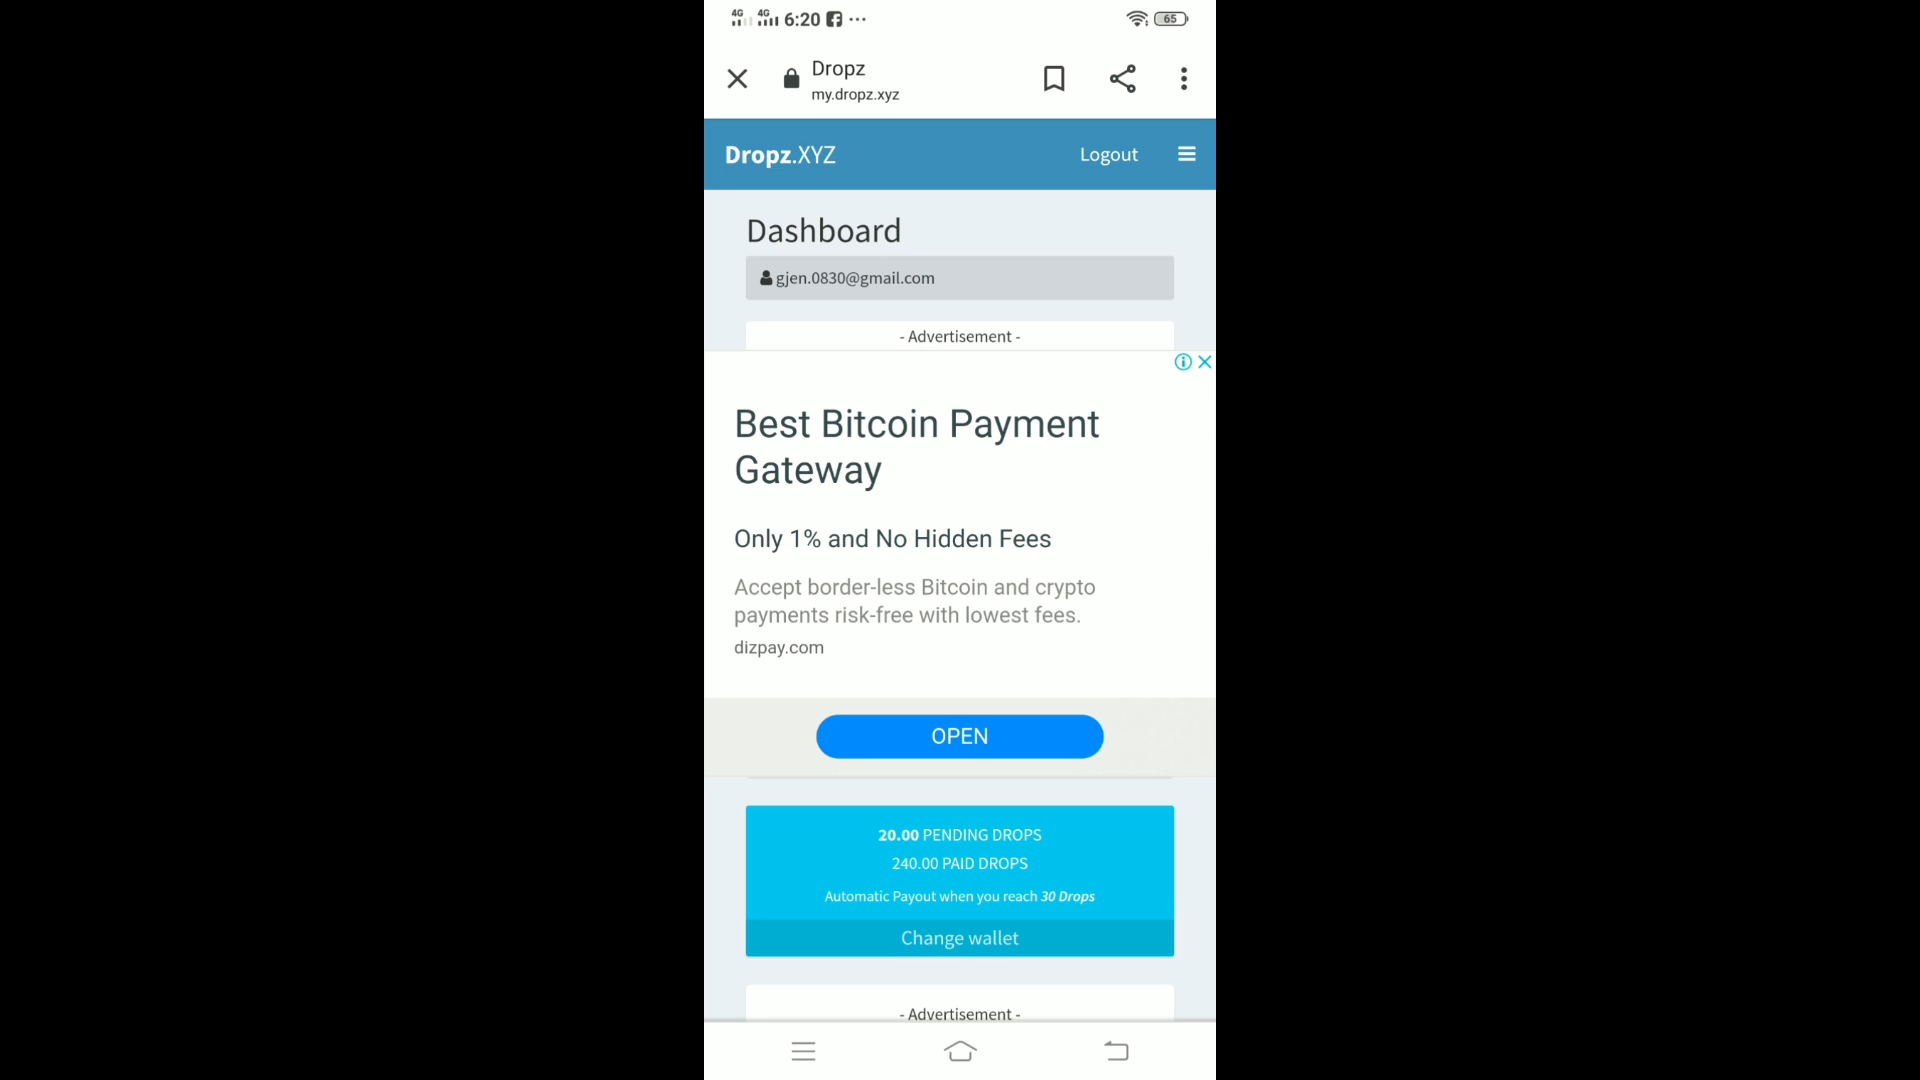 4G 4G 6:20
65
Dropz
my.dropz.xyz
Dropz.XYZ Logout
Dashboard
gjen.0830@gmail.com
- Advertisement -
Best Bitcoin Payment
Gateway
Only 1% and No Hidden Fees
Accept border-less Bitcoin and crypto
payments risk-free with lowest fees.
dizpay.com
OPEN
20.00 PENDING DROPS
240.00 PAID DROPS
Automatic Payout when you reach 30 Drops
Change wallet
- Advertisement -